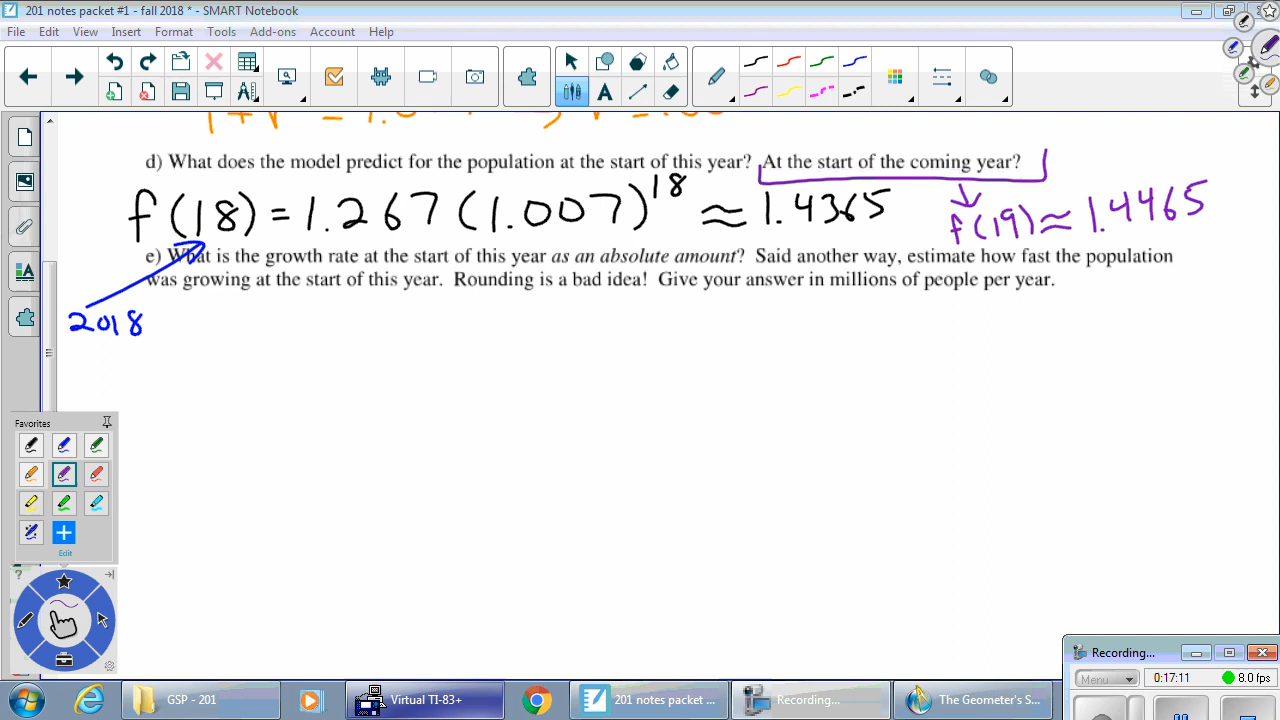 201 notes packet #1 - fall 2018 * - SMART Notebook
File Edit View Insert Format Tools Add-ons Account Help
d) What does the model predict for the population at the start of this year? At the start of the coming year?
f(18) = 1.267(1.007)^18 ≈ 1.4365
f(19) ≈ 1.4465
e) What is the growth rate at the start of this year as an absolute amount? Said another way, estimate how fast the population
was growing at the start of this year. Rounding is a bad idea! Give your answer in millions of people per year.
2018
Favorites
Edit
?
Recording...
Menu
0:17:11
8.0 fps
GSP - 201
Virtual TI-83+
201 notes packet ...
Recording...
The Geometer's S...